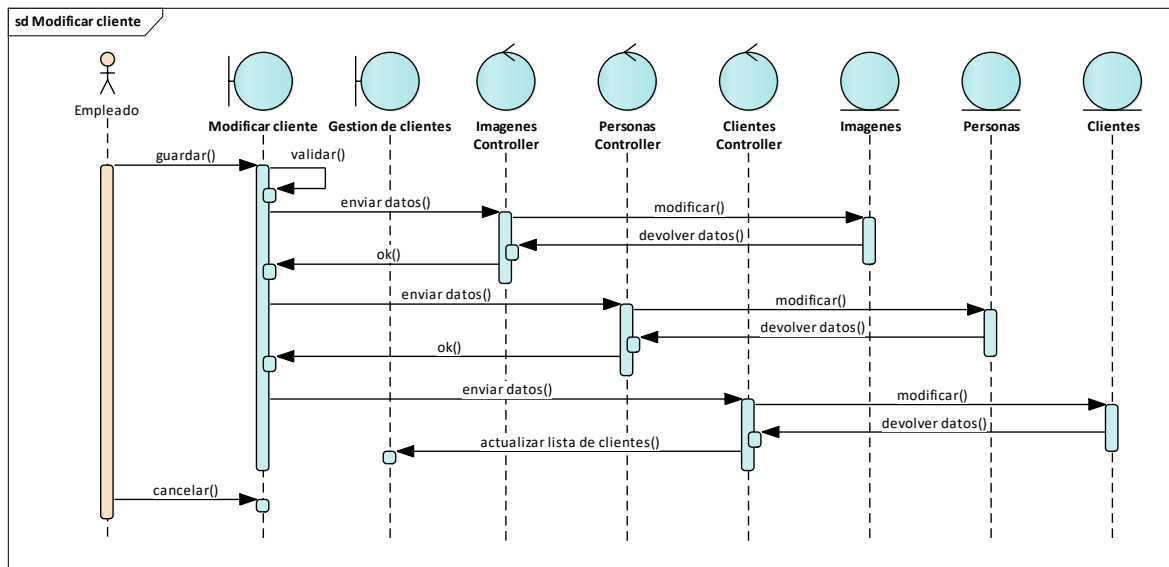 sd Modificar cliente
Empleado
Modificar cliente
Gestion de clientes
Imagenes
Controller
Personas
Controller
Clientes
Controller
Imagenes
Personas
Clientes
guardar()
validar()
enviar datos()
modificar()
devolver datos()
ok()
enviar datos()
modificar()
devolver datos()
ok()
enviar datos()
modificar()
devolver datos()
actualizar lista de clientes()
cancelar()